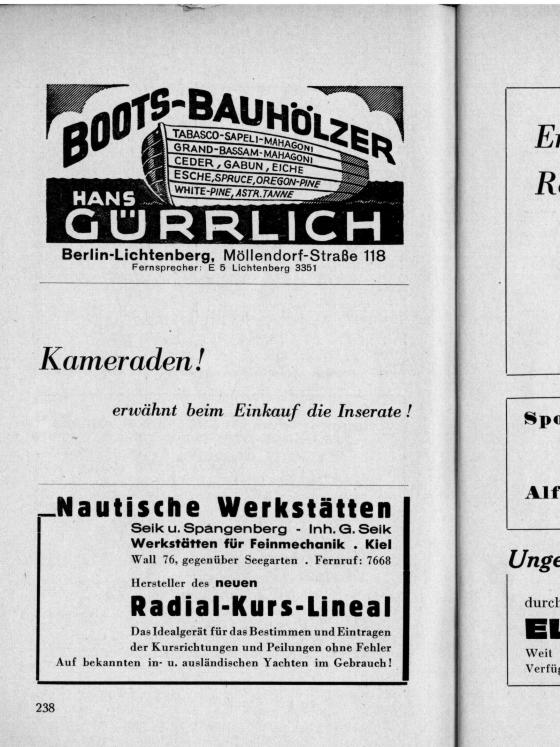 BOOTS-BAUHÖLZER
TABASCO-SAPELI-MAHAGONI
GRAND-BASSAM-MAHAGONI
CEDER, GABUN, EICHE
ESCHE, SPRUCE, OREGON-PINE
WHITE-PINE, ASTR. TANNE
HANS
GÜRRLICH
Berlin-Lichtenberg, Möllendorf-Straße 118
Fernsprecher: E 5 Lichtenberg 3351
Kameraden!
erwähnt beim Einkauf die Inserate!
Nautische Werkstätten
Seik u. Spangenberg - Inh. G. Seik
Werkstätten für Feinmechanik . Kiel
Wall 76, gegenüber Seegarten . Fernruf: 7668
Hersteller des neuen
Radial-Kurs-Lineal
Das Idealgerät für das Bestimmen und Eintragen
der Kursrichtungen und Peilungen ohne Fehler
Auf bekannten in- u. ausländischen Yachten im Gebrauch!
238
Spo
Alf
Unge
durch
Weit
Verfüg